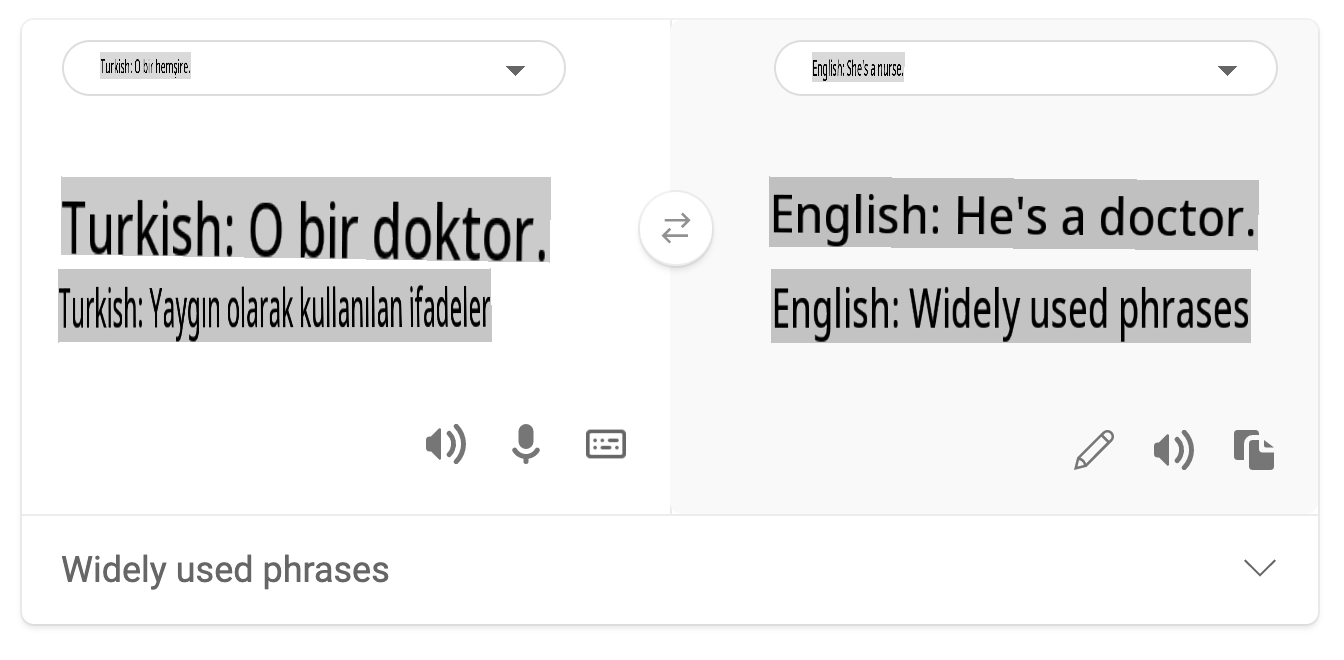 Turkish: O bir hemşire.
English: She's a nurse.
Turkish: O bir doktor.
English: He's a doctor.
Turkish: Yaygın olarak kullanılan ifadeler
English: Widely used phrases
Widely used phrases